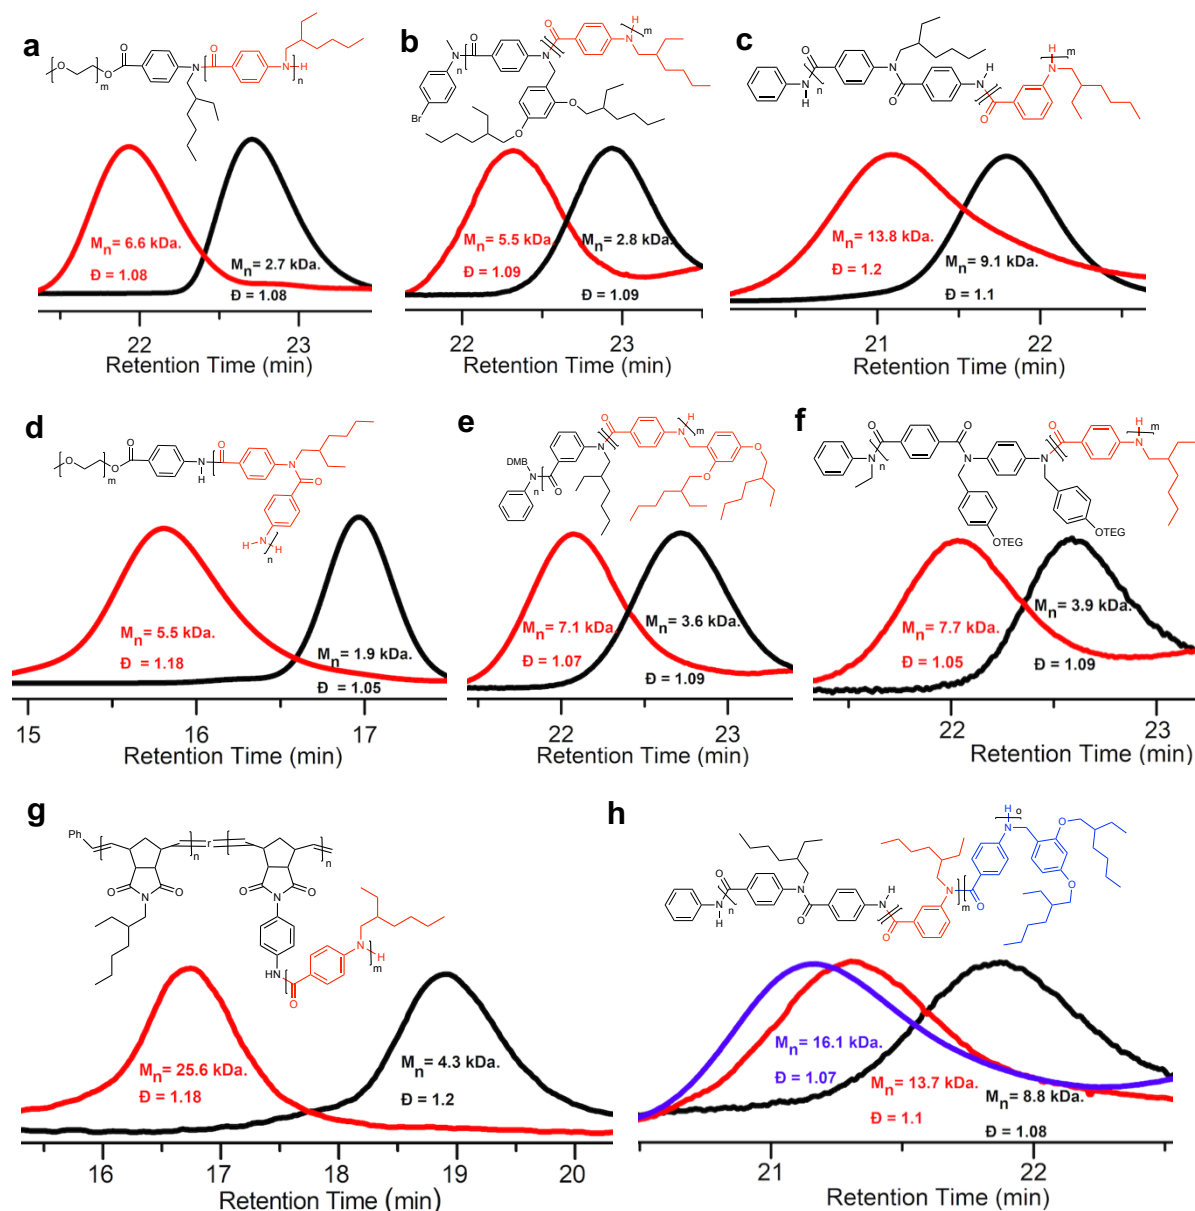 a
O
O
m
O
O
N
O
N
H
n
Mn= 6.6 kDa.
Đ = 1.08
Mn= 2.7 kDa.
Đ = 1.08
22
23
Retention Time (min)
b
N
n
O
N
O
H
N
m
Br
O
O
Mn= 5.5 kDa.
Đ = 1.09
Mn= 2.8 kDa.
Đ = 1.09
22
23
Retention Time (min)
c
N
H
O
n
N
O
H
N
O
H
N
m
Mn= 13.8 kDa.
Đ = 1.2
Mn= 9.1 kDa.
Đ = 1.1
21
22
Retention Time (min)
d
O
O
m
O
N
H
O
N
O
H
N
H
n
Mn= 5.5 kDa.
Đ = 1.18
Mn= 1.9 kDa.
Đ = 1.05
15
16
17
Retention Time (min)
e
DMB
N
n
O
N
O
H
N
m
O
O
Mn= 7.1 kDa.
Đ = 1.07
Mn= 3.6 kDa.
Đ = 1.09
22
23
Retention Time (min)
f
N
n
O
O
N
N
O
H
N
m
OTEG
OTEG
Mn= 7.7 kDa.
Đ = 1.05
Mn= 3.9 kDa.
Đ = 1.09
22
23
Retention Time (min)
g
Ph
n
r
n
O
N
O
O
N
O
HN
O
N
H
m
Mn= 25.6 kDa.
Đ = 1.18
Mn= 4.3 kDa.
Đ = 1.2
16
17
18
19
20
Retention Time (min)
h
N
H
O
n
N
O
H
N
O
N
m
O
H
N
o
O
O
Mn= 16.1 kDa.
Đ = 1.07
Mn= 13.7 kDa.
Đ = 1.1
Mn= 8.8 kDa.
Đ = 1.08
21
22
Retention Time (min)